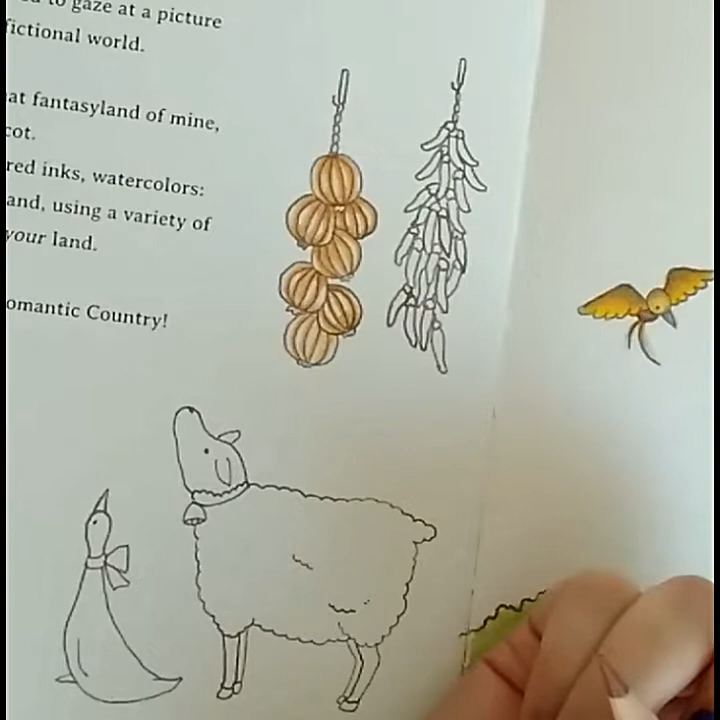 to gaze at a picture
fictional world.
at fantasyland of mine,
cot.
red inks, watercolors:
and, using a variety of
your land.
omantic Country!